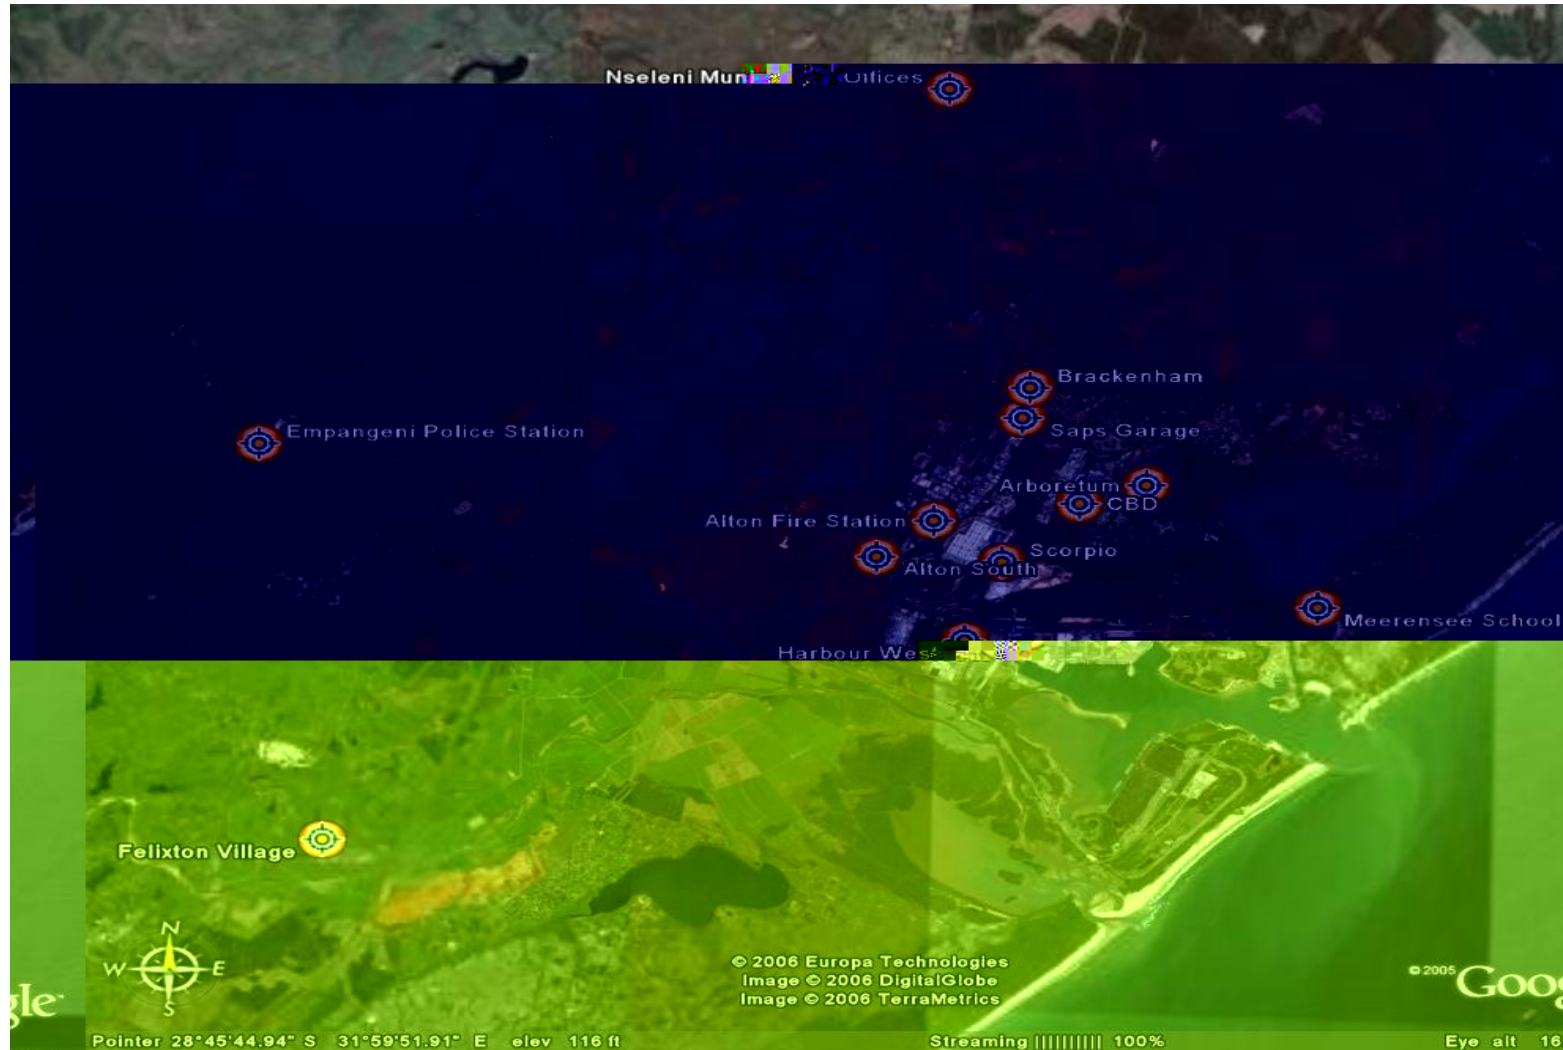 Nseleni Muni Offices
Brackenham
Empangeni Police Station
Saps Garage
Arboretum
CBD
Alton Fire Station
Scorpio
Alton South
Meerensee School
Harbour
Felixton Village
N
W E
S
© 2006 Europa Technologies
Image © 2006 DigitalGlobe
Image © 2006 TerraMetrics
© 2005 Goog
gle
Pointer 28°45'44.94" S 31°59'51.91" E elev 116 ft Streaming |||||||||| 100% Eye alt 16